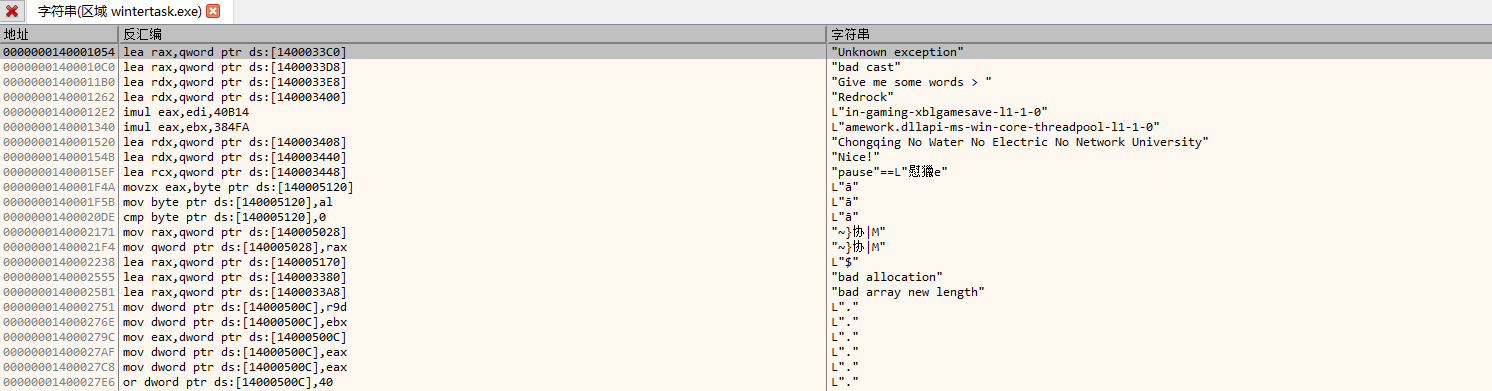 字符串(区域 wintertask.exe)
地址 反汇编 字符串
0000000140001054 lea rax,qword ptr ds:[1400033C0] "Unknown exception"
00000001400010C0 lea rax,qword ptr ds:[1400033D8] "bad cast"
00000001400011B0 lea rdx,qword ptr ds:[1400033E8] "Give me some words > "
0000000140001262 lea rdx,qword ptr ds:[140003400] "Redrock"
00000001400012E2 imul eax,edi,40B14 L"in-gaming-xblgamesave-l1-1-0"
0000000140001340 imul eax,ebx,384FA L"amework.dllapi-ms-win-core-threadpool-l1-1-0"
0000000140001520 lea rdx,qword ptr ds:[140003408] "Chongqing No Water No Electric No Network University"
000000014000154B lea rdx,qword ptr ds:[140003440] "Nice!"
00000001400015EF lea rcx,qword ptr ds:[140003448] "pause"==L"慰獵e"
0000000140001F4A movzx eax,byte ptr ds:[140005120] L"ā"
0000000140001F5B mov byte ptr ds:[140005120],al L"ā"
00000001400020DE cmp byte ptr ds:[140005120],0 L"ā"
0000000140002171 mov rax,qword ptr ds:[140005028] "~}协|M"
00000001400021F4 mov qword ptr ds:[140005028],rax "~}协|M"
0000000140002238 lea rax,qword ptr ds:[140005170] L"$"
0000000140002555 lea rax,qword ptr ds:[140003380] "bad allocation"
00000001400025B1 lea rax,qword ptr ds:[1400033A8] "bad array new length"
0000000140002751 mov dword ptr ds:[14000500C],r9d L"."
000000014000276E mov dword ptr ds:[14000500C],ebx L"."
000000014000279C mov eax,dword ptr ds:[14000500C] L"."
00000001400027AF mov dword ptr ds:[14000500C],eax L"."
00000001400027C8 mov dword ptr ds:[14000500C],eax L"."
00000001400027E6 or dword ptr ds:[14000500C],40 L"."